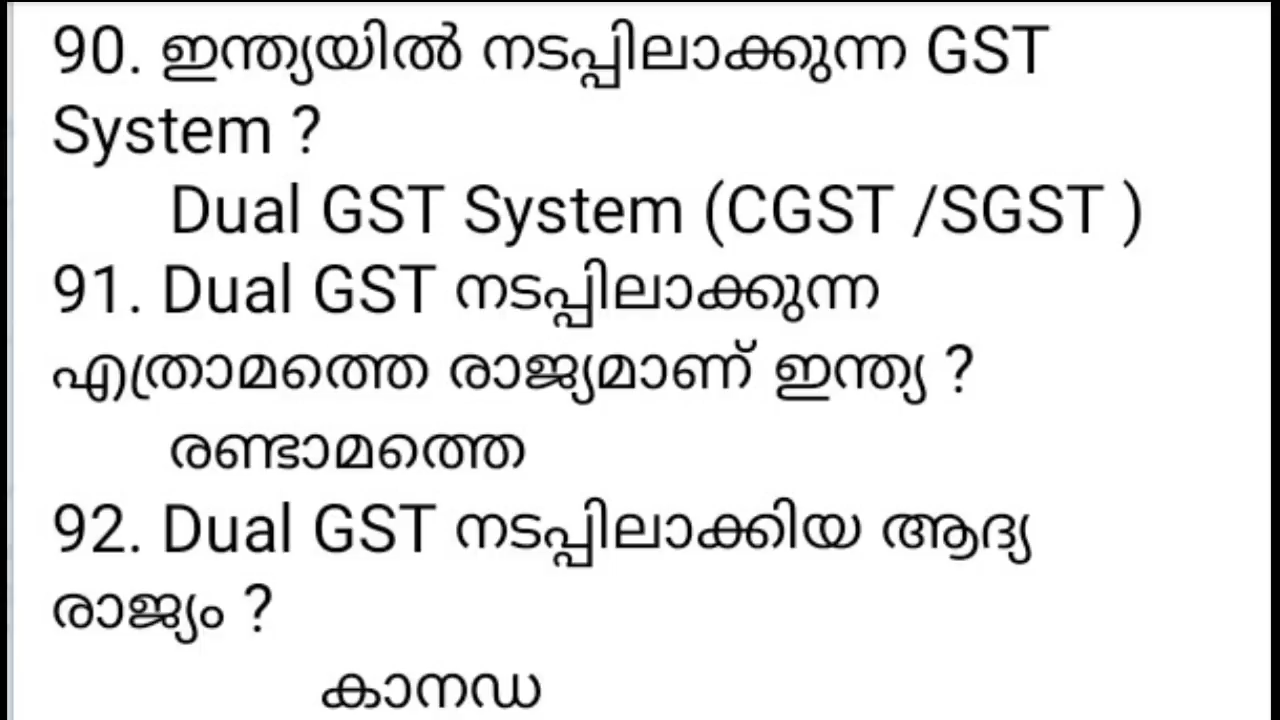 90. ഇന്ത്യയിൽ നടപ്പിലാക്കുന്ന GST
System ?
Dual GST System (CGST /SGST )
91. Dual GST നടപ്പിലാക്കുന്ന
എത്രാമത്തെ രാജ്യമാണ് ഇന്ത്യ ?
രണ്ടാമത്തെ
92. Dual GST നടപ്പിലാക്കിയ ആദ്യ
രാജ്യം ?
കാനഡ